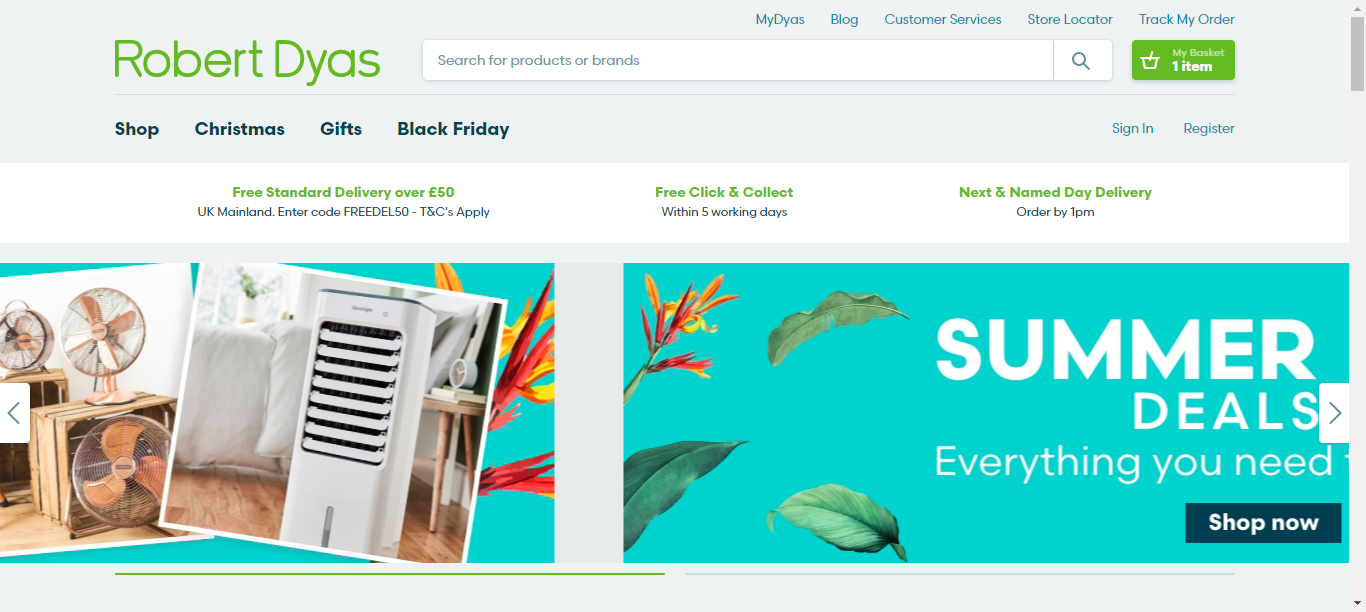 MyDyas Blog Customer Services Store Locator Track My Order
Robert Dyas
Search for products or brands
My Basket
1 item
Shop Christmas Gifts Black Friday
Sign In Register
Free Standard Delivery over £50
UK Mainland. Enter code FREEDEL50 - T&C's Apply
Free Click & Collect
Within 5 working days
Next & Named Day Delivery
Order by 1pm
SUMMER
DEALS
Everything you need
Shop now